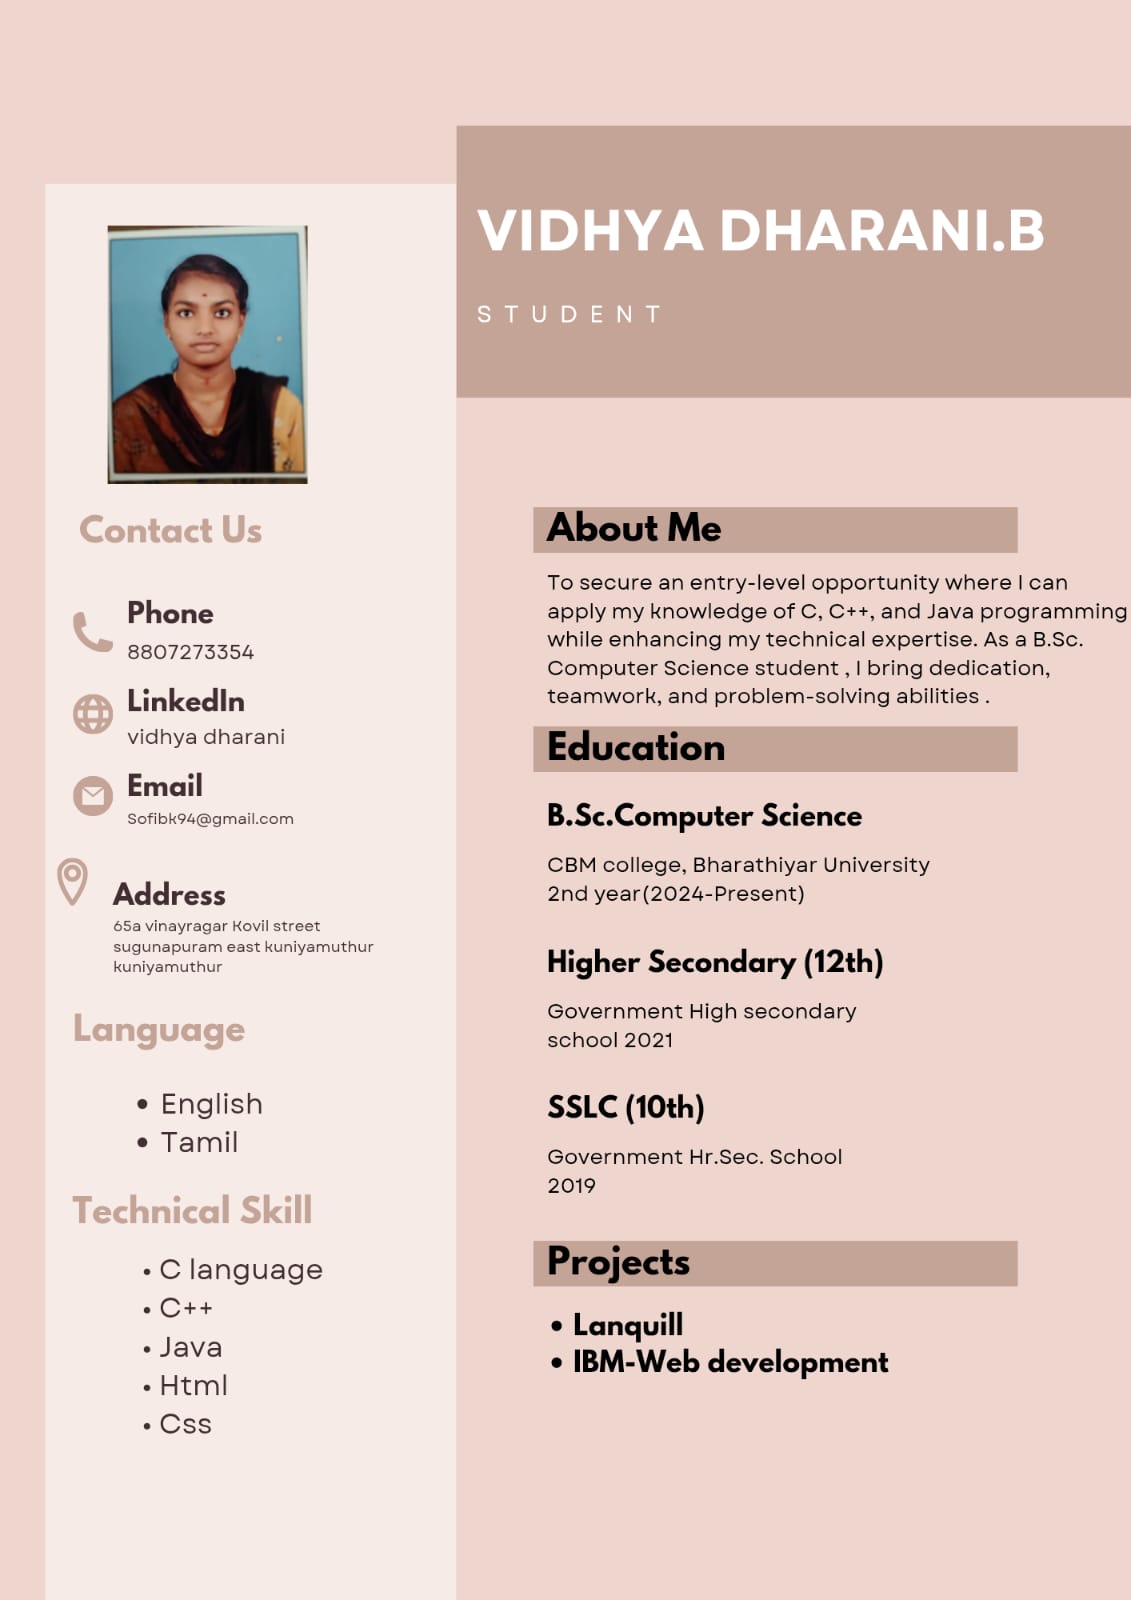 VIDHYA DHARANI.B
STUDENT
Contact Us
Phone
8807273354
LinkedIn
vidhya dharani
Email
Sofibk94@gmail.com
Address
65a vinayragar Kovil street
sugunapuram east kuniyamuthur
kuniyamuthur
Language
• English
• Tamil
Technical Skill
• C language
• C++
• Java
• Html
• Css
About Me
To secure an entry-level opportunity where I can
apply my knowledge of C, C++, and Java programming
while enhancing my technical expertise. As a B.Sc.
Computer Science student , I bring dedication,
teamwork, and problem-solving abilities .
Education
B.Sc.Computer Science
CBM college, Bharathiyar University
2nd year(2024-Present)
Higher Secondary (12th)
Government High secondary
school 2021
SSLC (10th)
Government Hr.Sec. School
2019
Projects
• Lanquill
• IBM-Web development